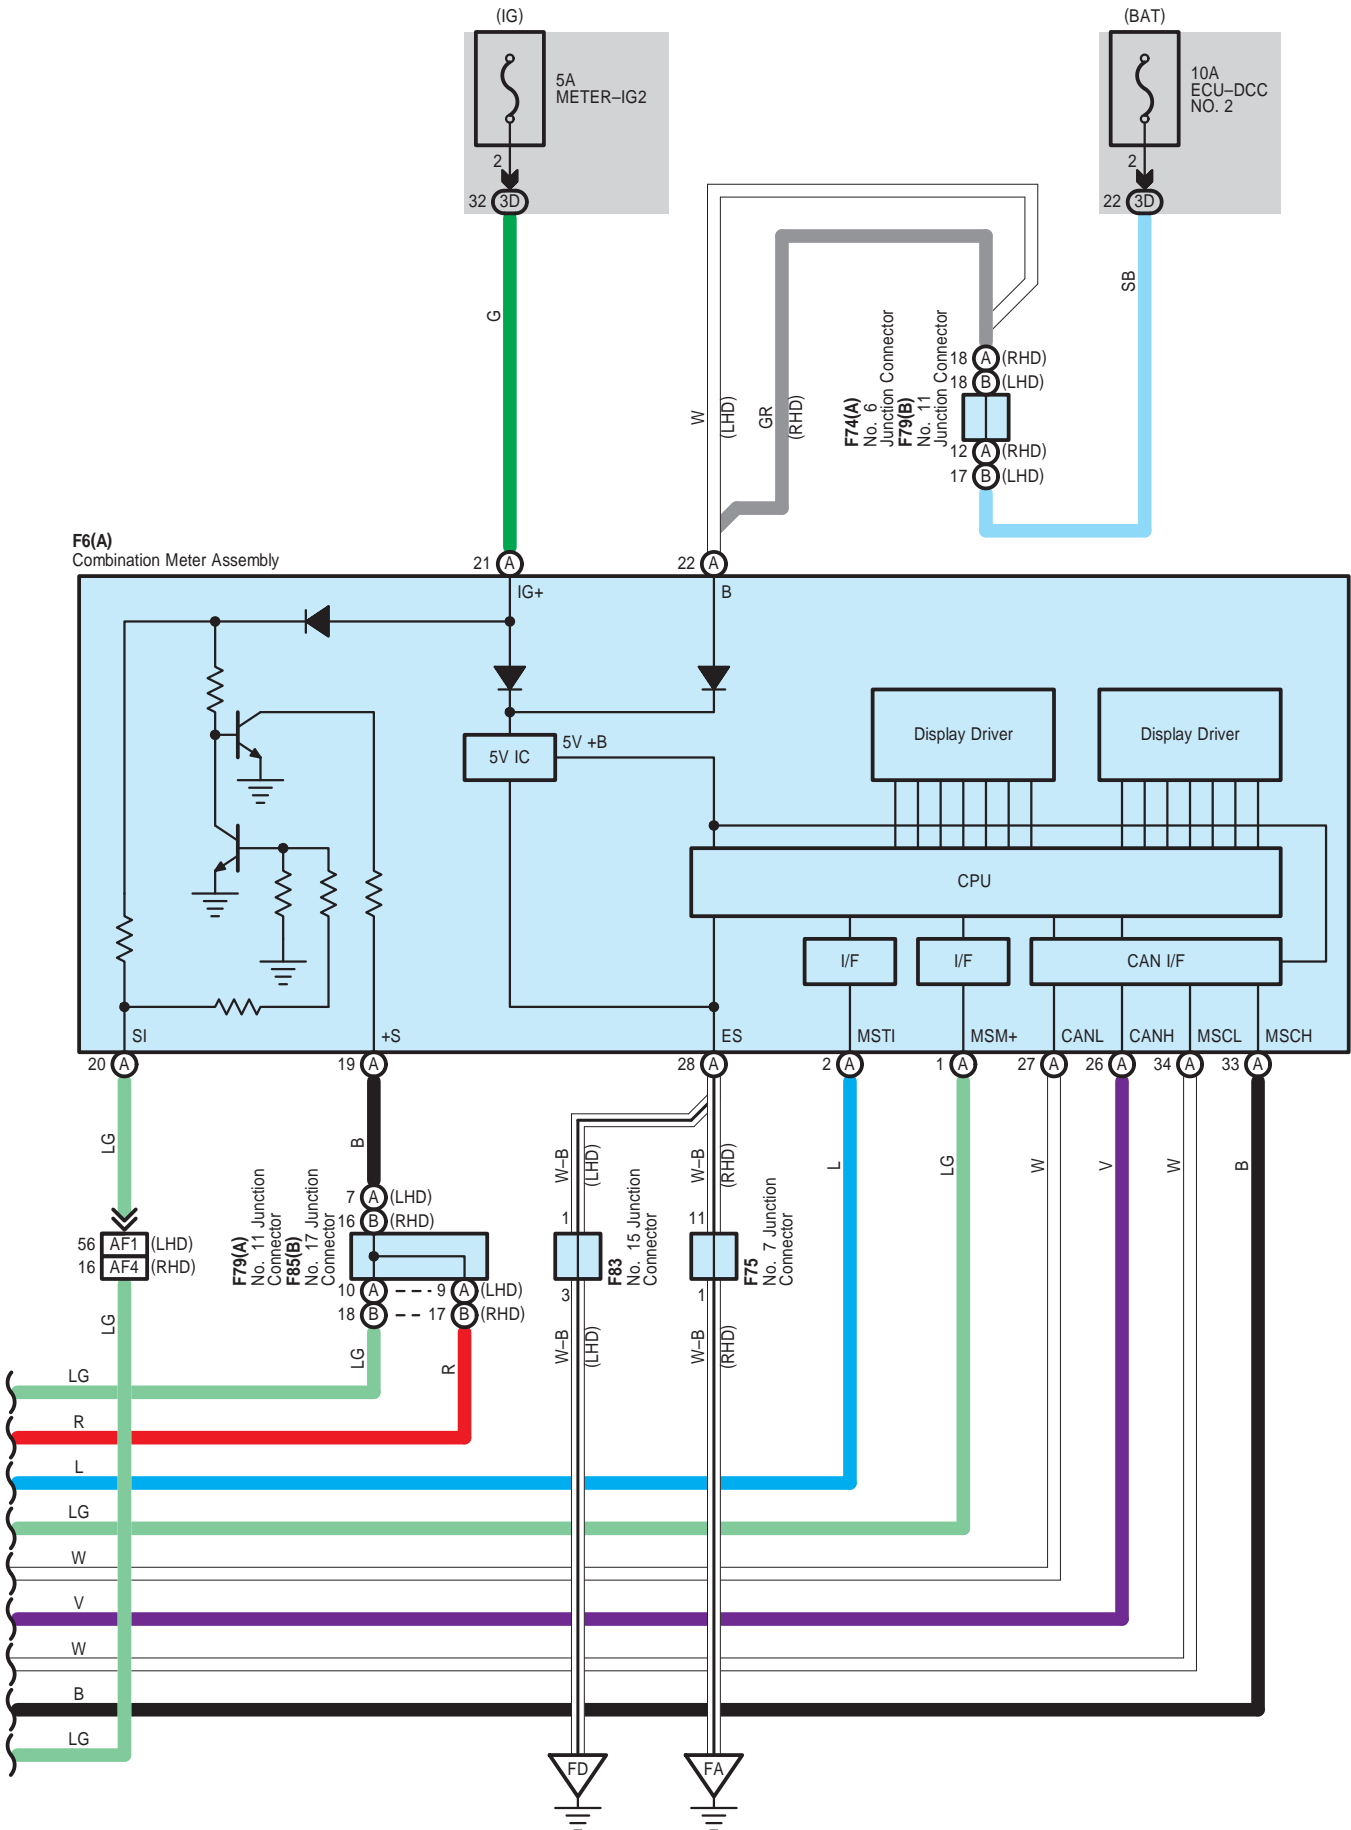 (IG)
(BAT)
5A
METER–IG2
10A
ECU–DCC
NO. 2
2
2
32 3D
22 3D
G
SB
W
(LHD)
GR
(RHD)
F74(A)
No. 6
Junction Connector
F79(B)
No. 11
Junction Connector
18 A (RHD)
18 B (LHD)
12 A (RHD)
17 B (LHD)
F6(A)
Combination Meter Assembly
21 A
22 A
IG+
B
5V IC
5V +B
Display Driver
Display Driver
CPU
I/F
I/F
CAN I/F
SI
+S
ES
MSTI
MSM+
CANL
CANH
MSCL
MSCH
20 A
19 A
28 A
2 A
1 A
27 A
26 A
34 A
33 A
LG
B
W–B
(LHD)
W–B
(RHD)
L
LG
W
V
W
B
7 A (LHD)
16 B (RHD)
56 AF1 (LHD)
16 AF4 (RHD)
F79(A)
No. 11 Junction
Connector
F85(B)
No. 17 Junction
Connector
10 A 9 A (LHD)
18 B 17 B (RHD)
1
3
F83
No. 15 Junction
Connector
11
1
F75
No. 7 Junction
Connector
LG
LG
R
W–B
(LHD)
W–B
(RHD)
LG
R
L
LG
W
V
W
B
LG
FD
FA